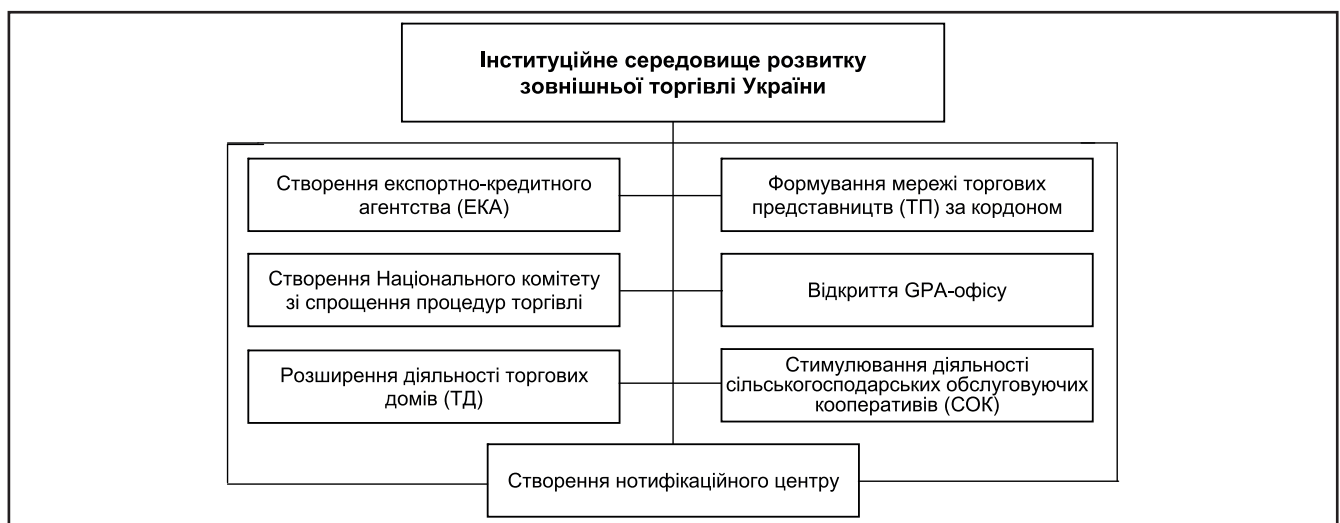 Інституційне середовище розвитку
зовнішньої торгівлі України
Створення експортно-кредитного
агентства (ЕКА)
Формування мережі торгових
представництв (ТП) за кордоном
Створення Національного комітету
зі спрощення процедур торгівлі
Відкриття GPA-офісу
Розширення діяльності торгових
домів (ТД)
Стимулювання діяльності
сільськогосподарських обслуговуючих
кооперативів (СОК)
Створення нотифікаційного центру